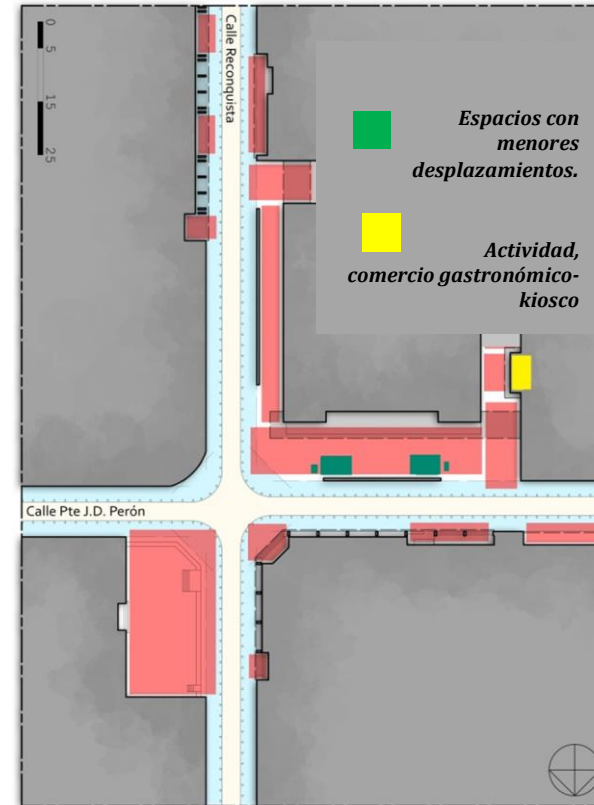 0 5 15 25
Calle Reconquista
Espacios con
menores
desplazamientos.
Actividad,
comercio gastronómico-
kiosco
Calle Pte J.D. Perón